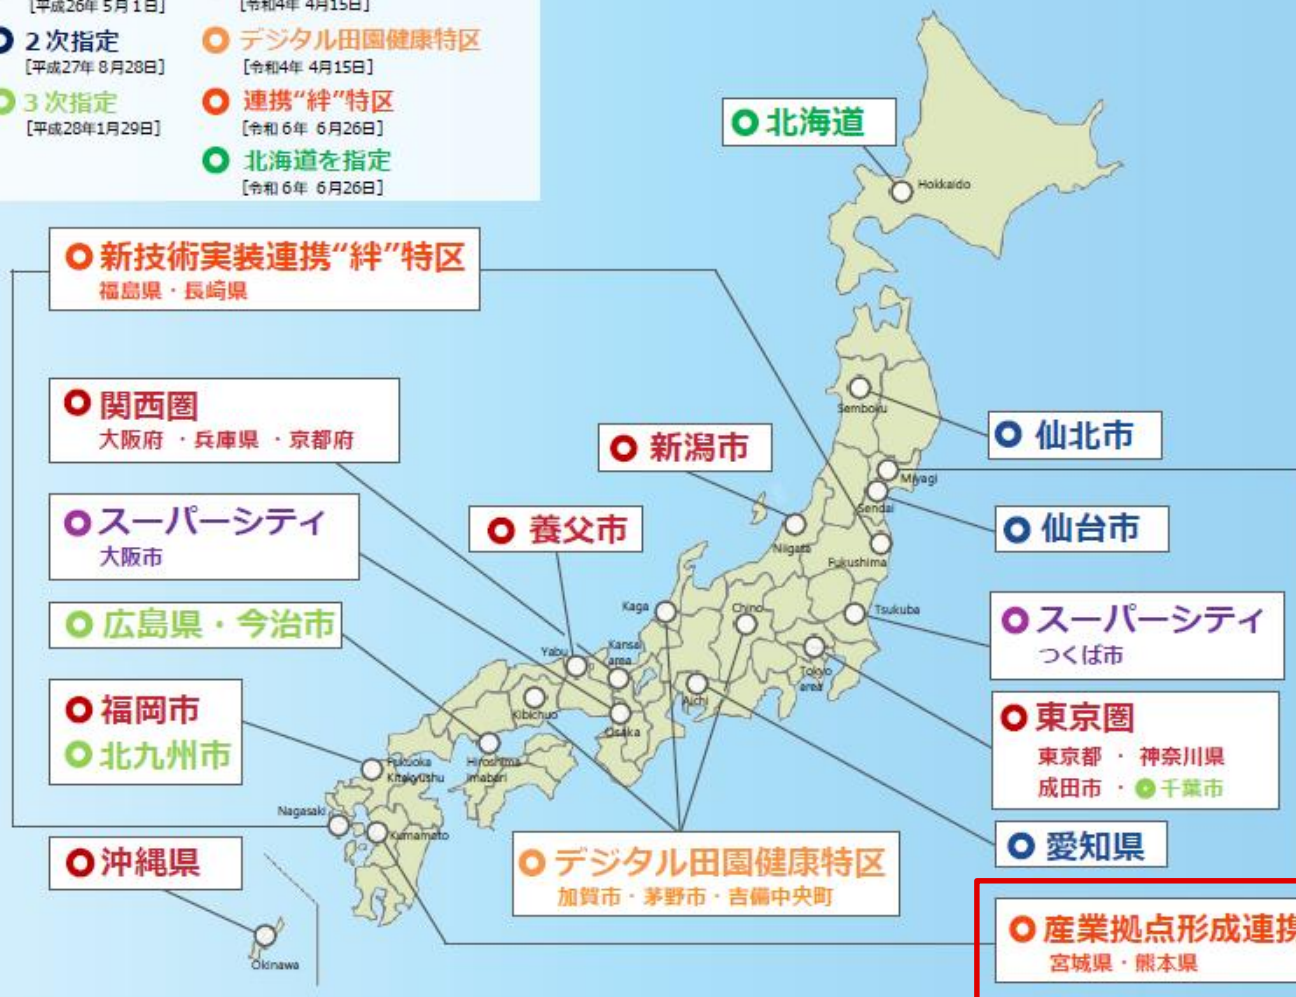 [平成26年 5月 1日]
[令和4年 4月15日]
2次指定
[平成27年 8月28日]
デジタル田園健康特区
[令和4年 4月15日]
3次指定
[平成28年1月29日]
連携“絆”特区
[令和 6年 6月26日]
北海道を指定
[令和 6年 6月26日]
北海道
Hokkaido
新技術実装連携“絆”特区
福島県・長崎県
関西圏
大阪府 ・兵庫県 ・京都府
新潟市
Semboku
仙北市
Miyagi
スーパーシティ
大阪市
養父市
Sendai
仙台市
Niigata
Fukushima
広島県・今治市
Kaga
Chino
Tsukuba
スーパーシティ
つくば市
Yabu
Kansai
area
Tokyo
area
福岡市
北九州市
Kibichuo
Aichi
Osaka
東京圏
東京都 ・ 神奈川県
成田市 ・ 千葉市
Fukuoka
Kitakyushu
Hiroshima
Imabari
Nagasaki
Kumamoto
愛知県
沖縄県
デジタル田園健康特区
加賀市・茅野市・吉備中央町
産業拠点形成連携
宮城県・熊本県
Okinawa